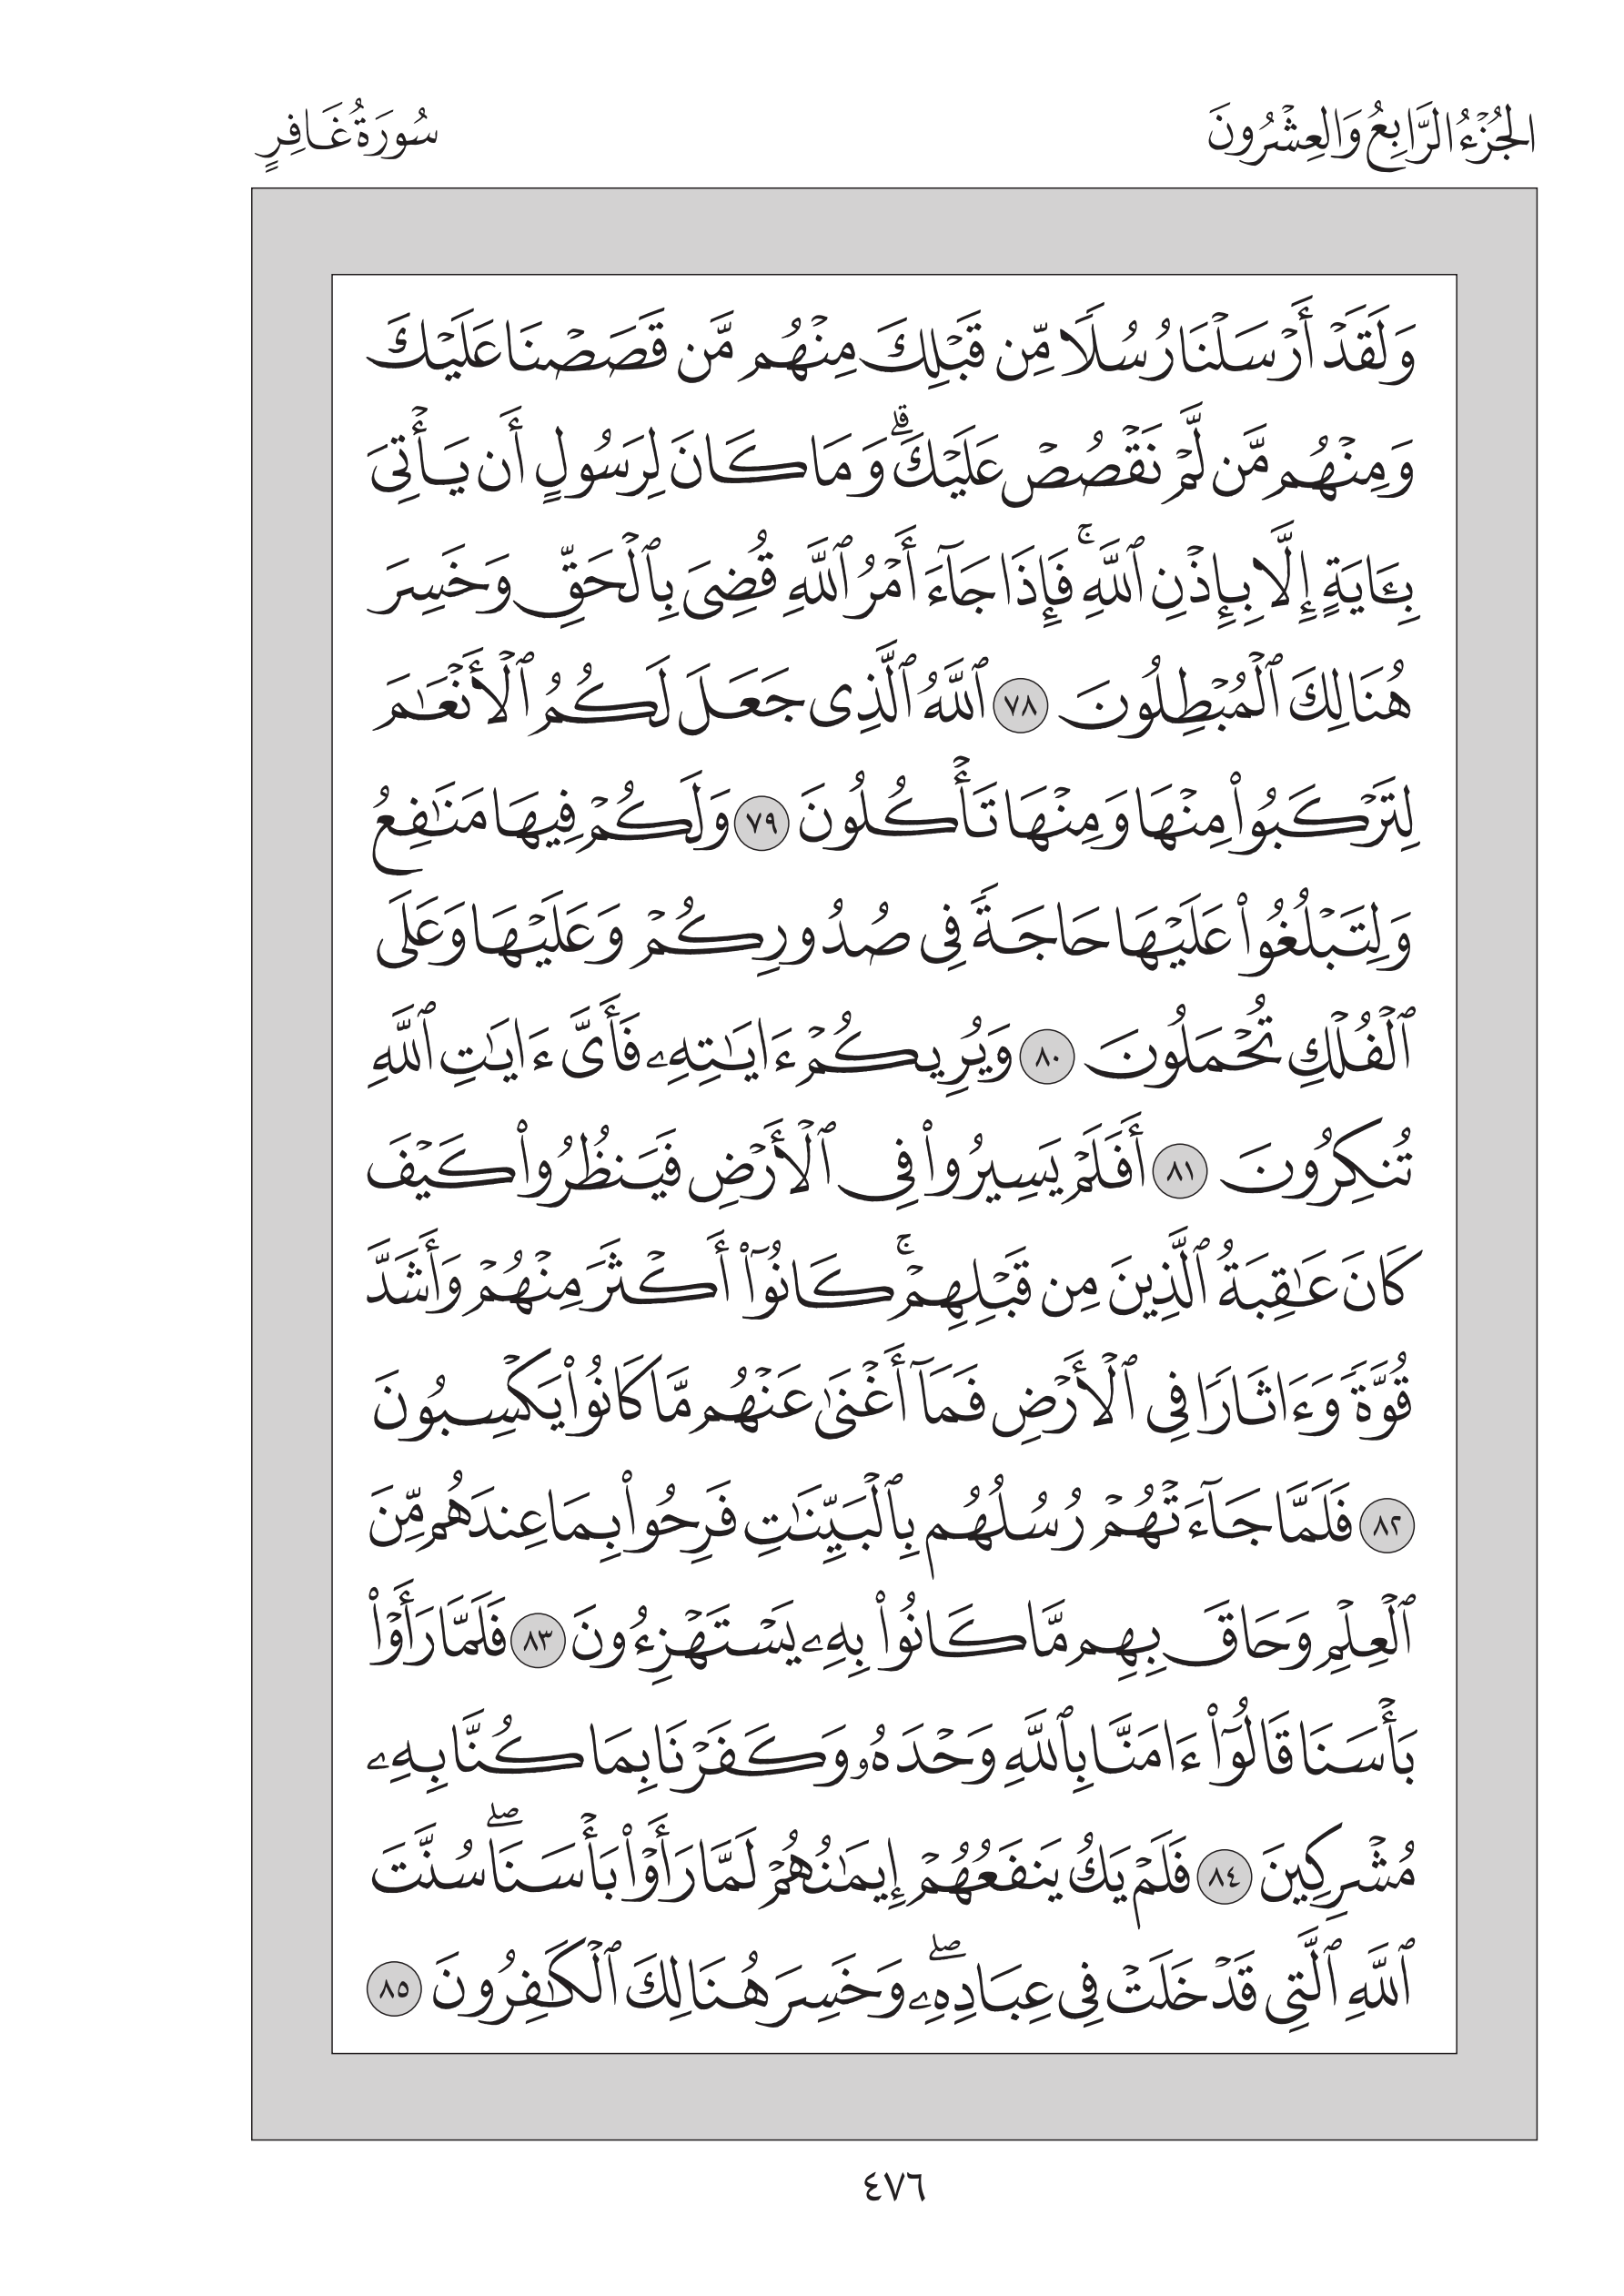 الجُزْءُ الرَّابِعُ وَالعِشْرُونَ
سُورَةُ غَافِرٍ
وَلَقَدْ أَرْسَلْنَا رُسُلًا مِّن قَبْلِكَ مِنْهُم مَّن قَصَصْنَا عَلَيْكَ
وَمِنْهُم مَّن لَّمْ نَقْصُصْ عَلَيْكَ ۗ وَمَا كَانَ لِرَسُولٍ أَن يَأْتِىَ
بِـَٔايَةٍ إِلَّا بِإِذْنِ ٱللَّهِ ۚ فَإِذَا جَآءَ أَمْرُ ٱللَّهِ قُضِىَ بِٱلْحَقِّ وَخَسِرَ
هُنَالِكَ ٱلْمُبْطِلُونَ ٧٨ ٱللَّهُ ٱلَّذِى جَعَلَ لَكُمُ ٱلْأَنْعَٰمَ
لِتَرْكَبُوا۟ مِنْهَا وَمِنْهَا تَأْكُلُونَ ٧٩ وَلَكُمْ فِيهَا مَنَٰفِعُ
وَلِتَبْلُغُوا۟ عَلَيْهَا حَاجَةً فِى صُدُورِكُمْ وَعَلَيْهَا وَعَلَى
ٱلْفُلْكِ تُحْمَلُونَ ٨٠ وَيُرِيكُمْ ءَايَٰتِهِۦ فَأَىَّ ءَايَٰتِ ٱللَّهِ
تُنكِرُونَ ٨١ أَفَلَمْ يَسِيرُوا۟ فِى ٱلْأَرْضِ فَيَنظُرُوا۟ كَيْفَ
كَانَ عَٰقِبَةُ ٱلَّذِينَ مِن قَبْلِهِمْ ۚ كَانُوٓا۟ أَكْثَرَ مِنْهُمْ وَأَشَدَّ
قُوَّةً وَءَاثَارًا فِى ٱلْأَرْضِ فَمَآ أَغْنَىٰ عَنْهُم مَّا كَانُوا۟ يَكْسِبُونَ
٨٢ فَلَمَّا جَآءَتْهُمْ رُسُلُهُم بِٱلْبَيِّنَٰتِ فَرِحُوا۟ بِمَا عِندَهُم مِّنَ
ٱلْعِلْمِ وَحَاقَ بِهِم مَّا كَانُوا۟ بِهِۦ يَسْتَهْزِءُونَ ٨٣ فَلَمَّا رَأَوْا۟
بَأْسَنَا قَالُوٓا۟ ءَامَنَّا بِٱللَّهِ وَحْدَهُۥ وَكَفَرْنَا بِمَا كُنَّا بِهِۦ
مُشْرِكِينَ ٨٤ فَلَمْ يَكُ يَنفَعُهُمْ إِيمَٰنُهُمْ لَمَّا رَأَوْا۟ بَأْسَنَا ۖ سُنَّتَ
ٱللَّهِ ٱلَّتِى قَدْ خَلَتْ فِى عِبَادِهِۦ ۖ وَخَسِرَ هُنَالِكَ ٱلْكَٰفِرُونَ ٨٥
٤٧٦